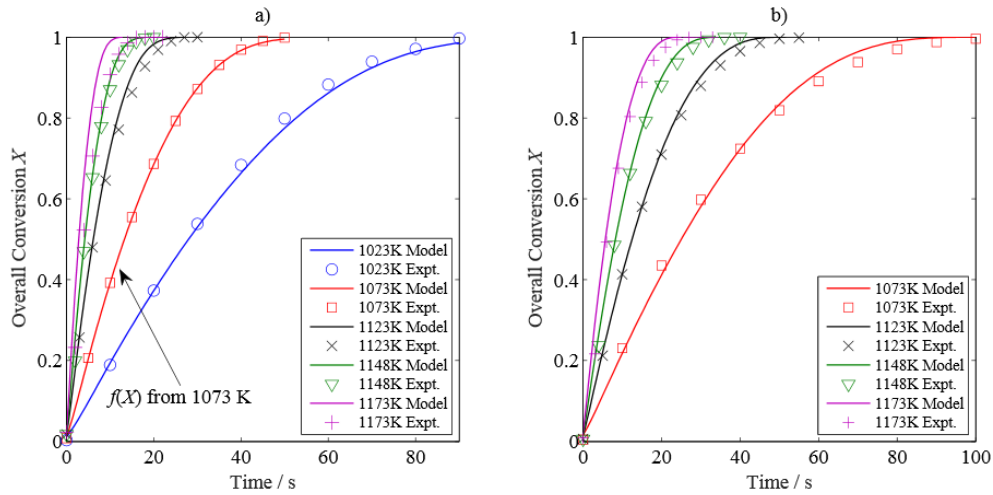 a)
Overall Conversion X
1
0.8
0.6
0.4
0.2
0
0 20 40 60 80
Time / s
f(X) from 1073 K
1023K Model
1023K Expt.
1073K Model
1073K Expt.
1123K Model
1123K Expt.
1148K Model
1148K Expt.
1173K Model
1173K Expt.
b)
Overall Conversion X
1
0.8
0.6
0.4
0.2
0
0 20 40 60 80 100
Time / s
1073K Model
1073K Expt.
1123K Model
1123K Expt.
1148K Model
1148K Expt.
1173K Model
1173K Expt.